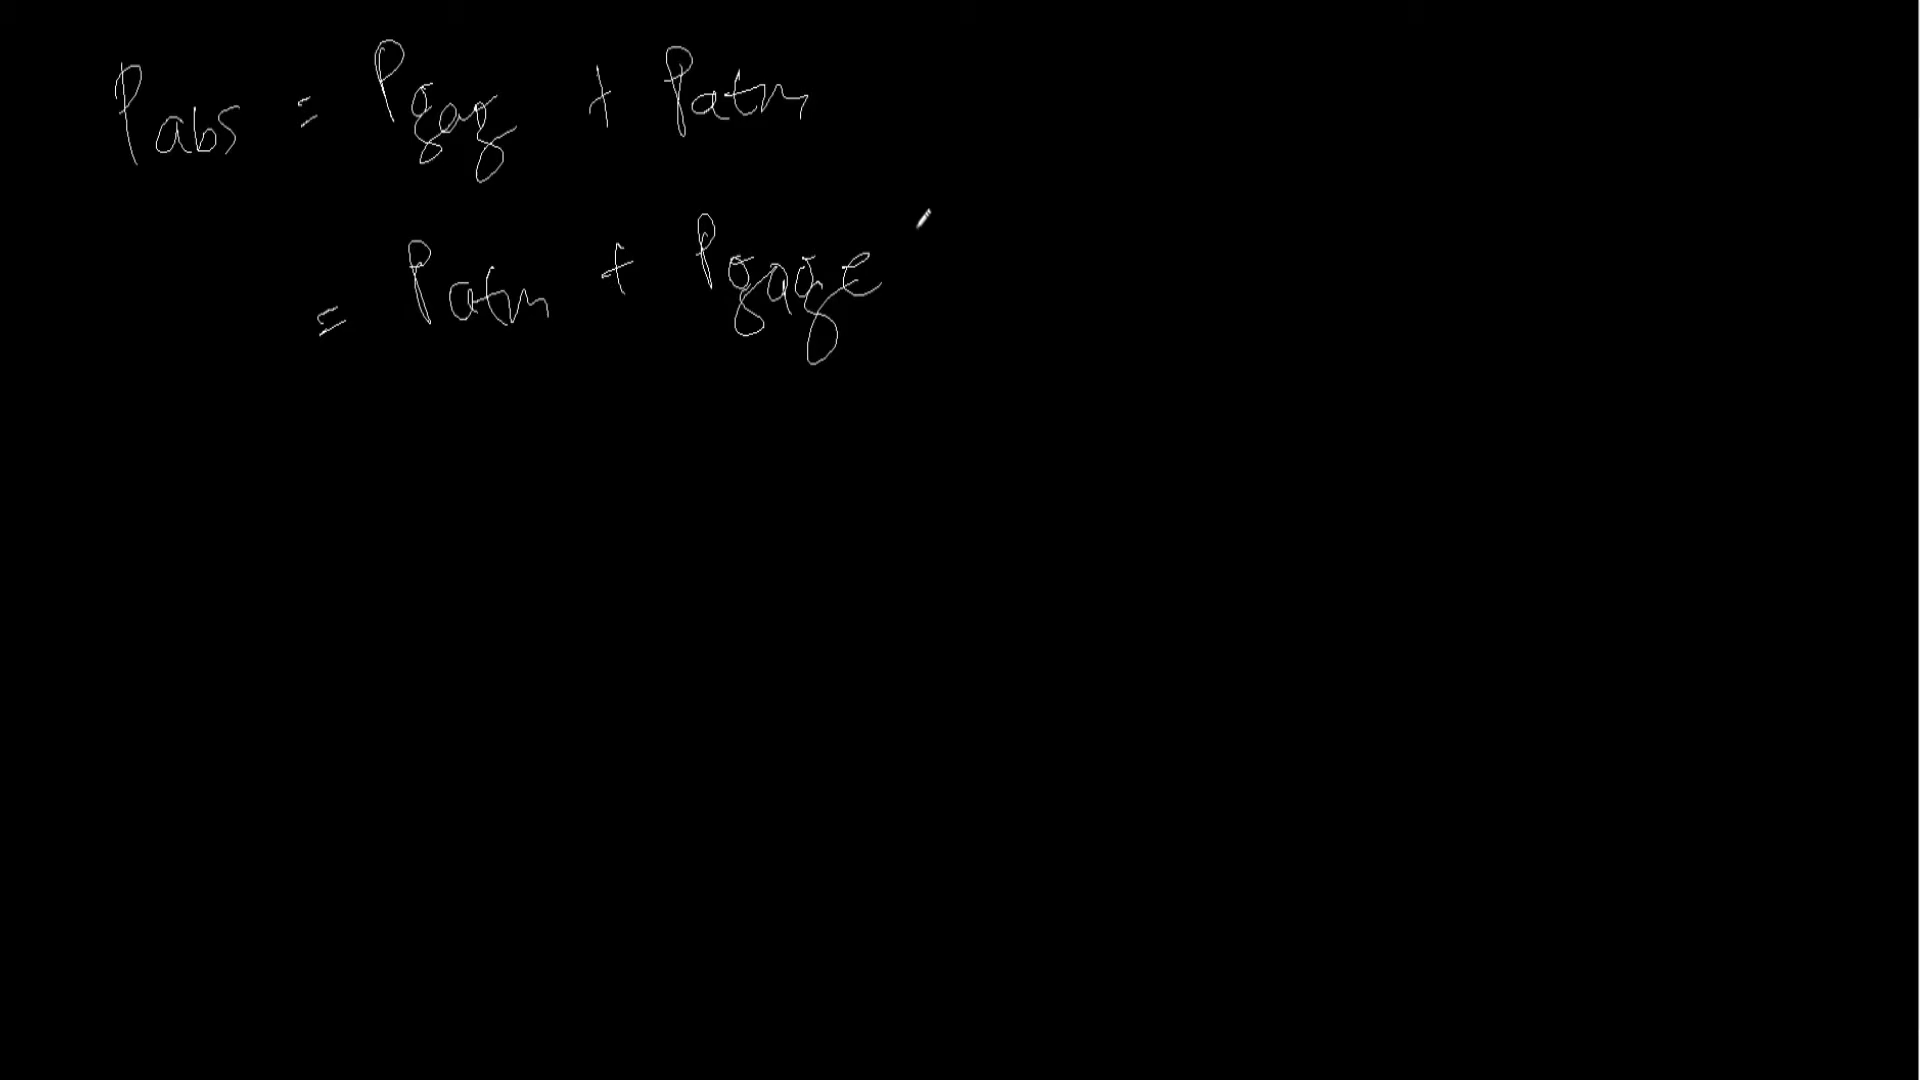 Pabs = Pgag + Patm
= Patm + Pgage